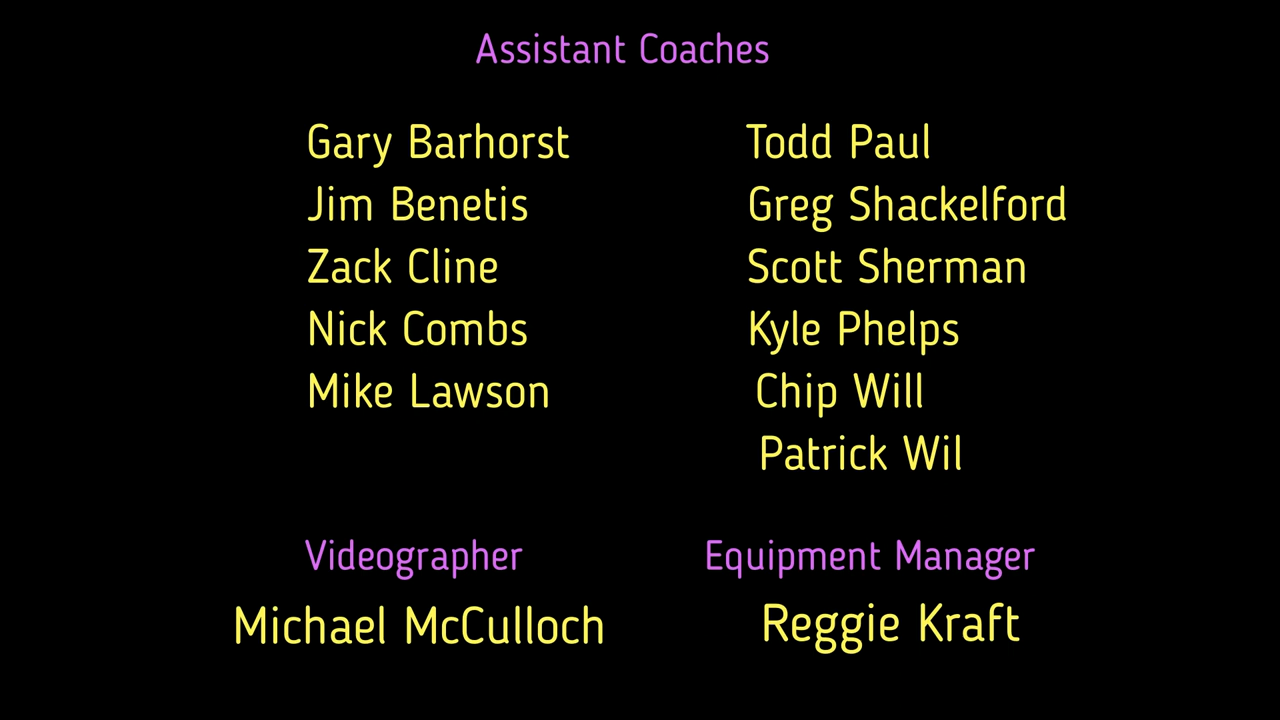 Assistant Coaches
Gary Barhorst
Jim Benetis
Zack Cline
Nick Combs
Mike Lawson
Todd Paul
Greg Shackelford
Scott Sherman
Kyle Phelps
Chip Will
Patrick Wil
Videographer
Michael McCulloch
Equipment Manager
Reggie Kraft